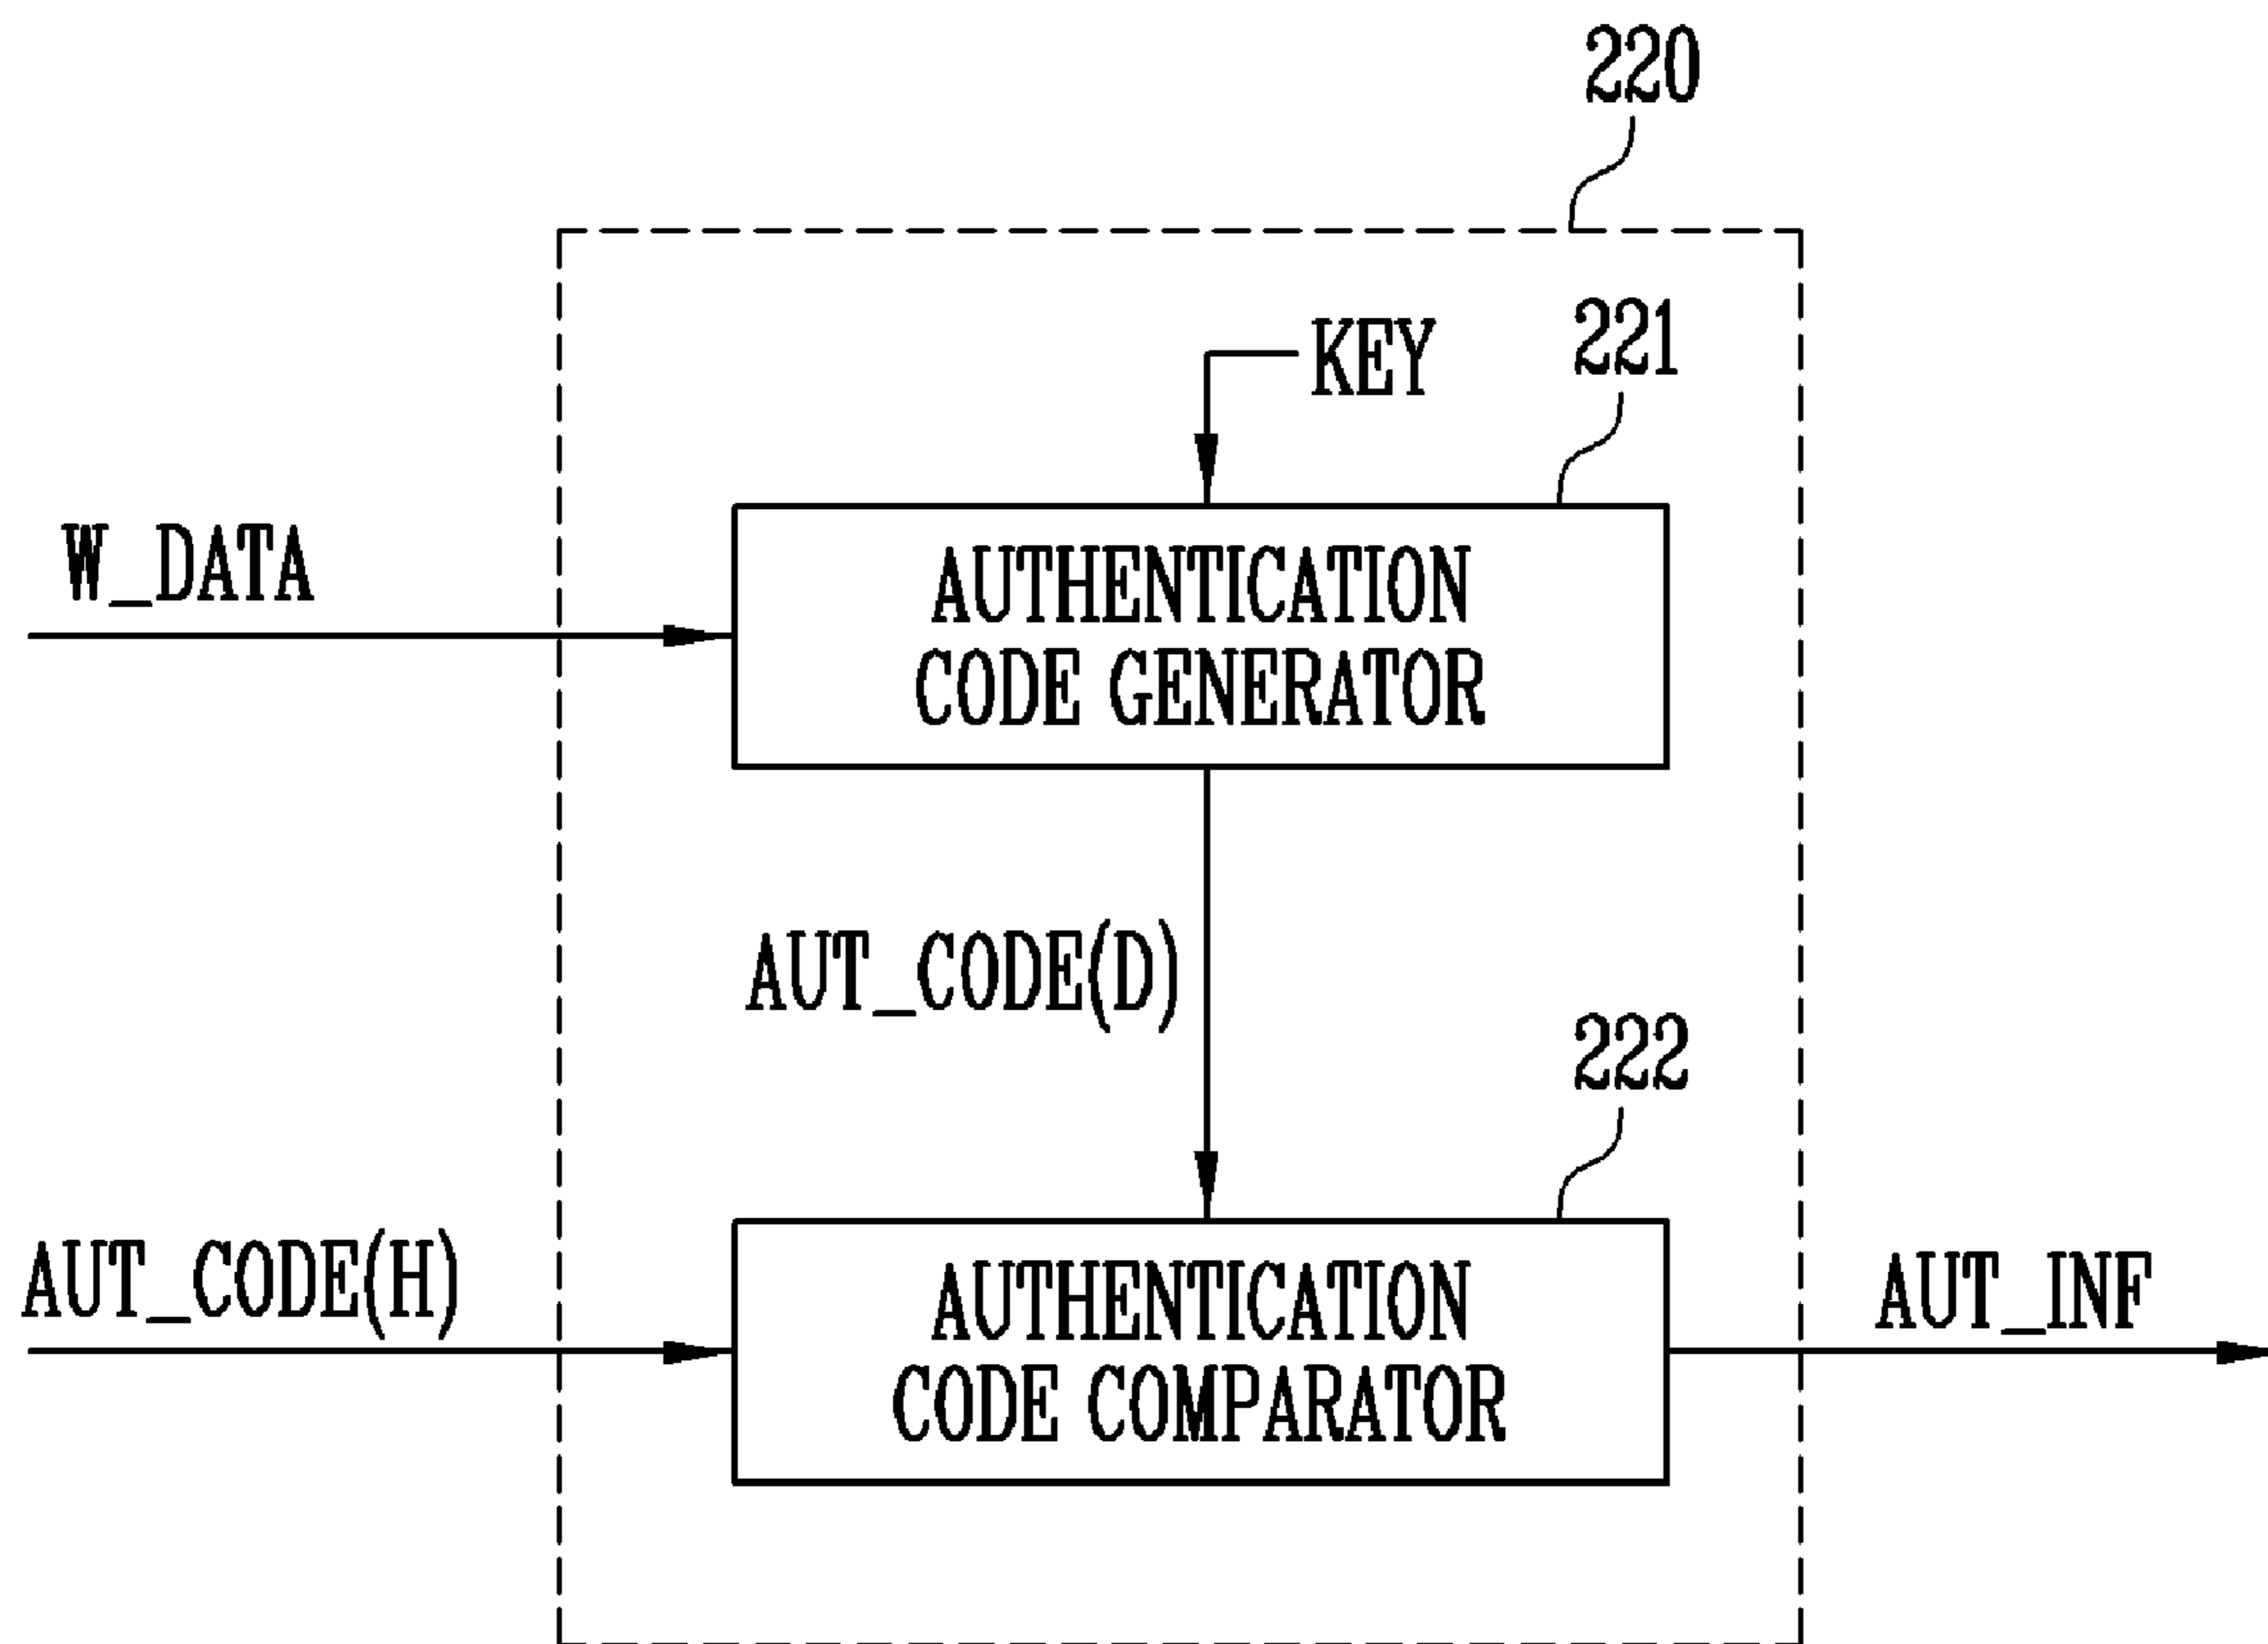 220
KEY
221
W_DATA
AUTHENTICATION
CODE GENERATOR
AUT_CODE(D)
222
AUT_CODE(H)
AUTHENTICATION
CODE COMPARATOR
AUT_INF